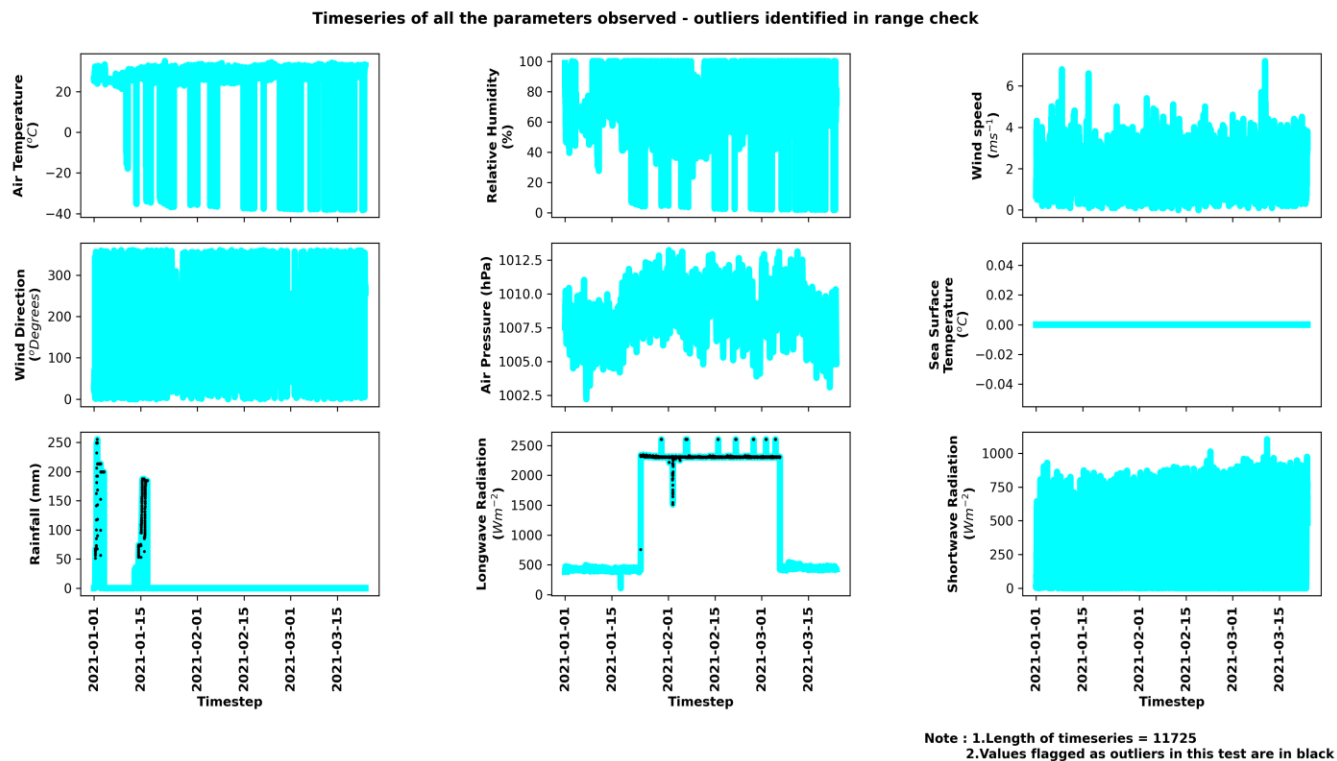 Timeseries of all the parameters observed - outliers identified in range check
Air Temperature
(°C)
20
0
−20
−40
Relative Humidity
(%)
100
80
60
40
20
0
Wind speed
(ms⁻¹)
6
4
2
0
Wind Direction
(°Degrees)
300
200
100
0
Air Pressure (hPa)
1012.5
1010.0
1007.5
1005.0
1002.5
Sea Surface
Temperature
(°C)
0.04
0.02
0.00
−0.02
−0.04
Rainfall (mm)
250
200
150
100
50
0
2021-01-01
2021-01-15
2021-02-01
2021-02-15
2021-03-01
2021-03-15
Timestep
Longwave Radiation
(Wm⁻²)
2500
2000
1500
1000
500
0
2021-01-01
2021-01-15
2021-02-01
2021-02-15
2021-03-01
2021-03-15
Timestep
Shortwave Radiation
(Wm⁻²)
1000
750
500
250
0
2021-01-01
2021-01-15
2021-02-01
2021-02-15
2021-03-01
2021-03-15
Timestep
Note : 1.Length of timeseries = 11725
2.Values flagged as outliers in this test are in black